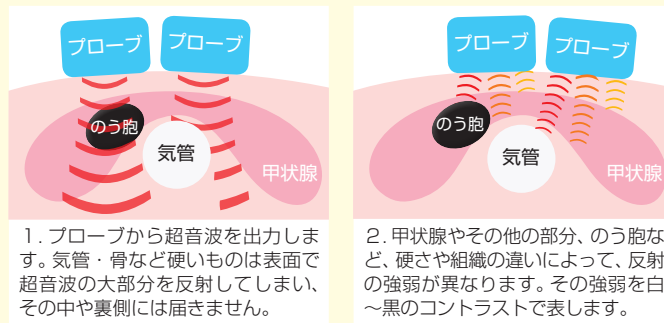 プローブ
プローブ
のう胞
気管
甲状腺
1. プローブから超音波を出力しま
す。気管・骨など硬いものは表面で
超音波の大部分を反射してしまい、
その中や裏側には届きません。
プローブ
プローブ
のう胞
気管
甲状腺
2. 甲状腺やその他の部分、のう胞な
ど、硬さや組織の違いによって、反射
の強弱が異なります。その強弱を白
～黒のコントラストで表します。